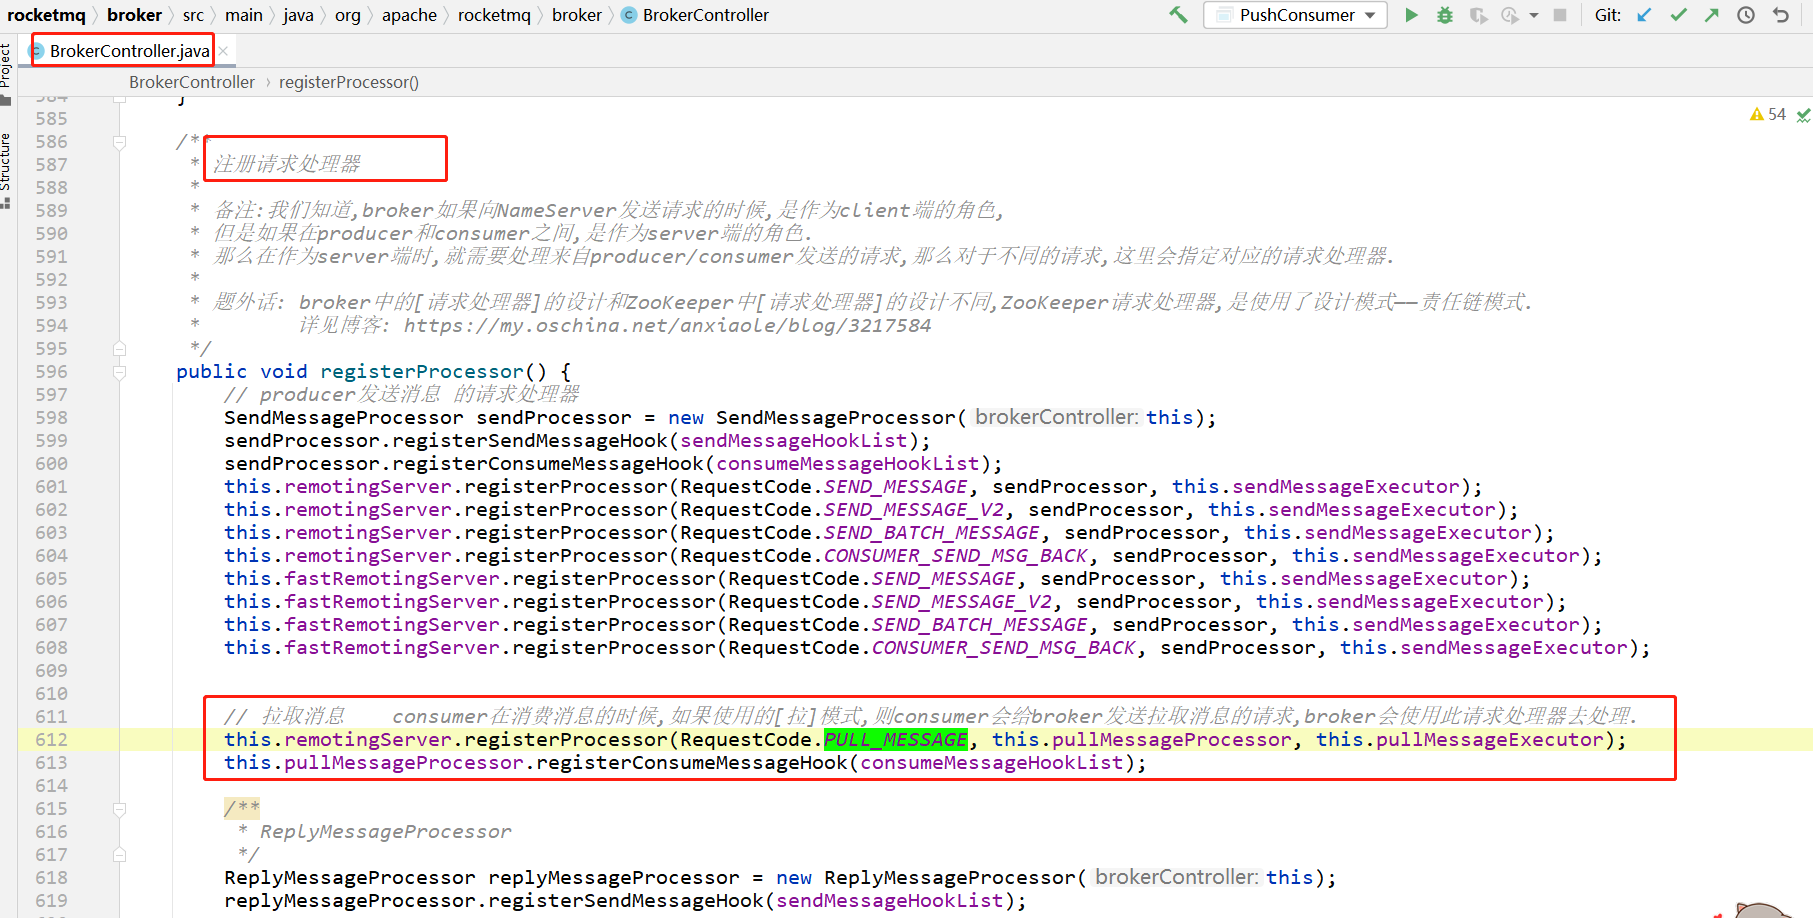 rocketmq broker src main java org apache rocketmq broker BrokerController PushConsumer Git:
BrokerController.java
Project
BrokerController registerProcessor()
Structure
54
584 }
585
586 /**
587 * 注册请求处理器
588 *
589 * 备注:我们知道,broker如果向NameServer发送请求的时候,是作为client端的角色,
590 * 但是如果在producer和consumer之间,是作为server端的角色.
591 * 那么在作为server端时,就需要处理来自producer/consumer发送的请求,那么对于不同的请求,这里会指定对应的请求处理器.
592 *
593 * 题外话: broker中的[请求处理器]的设计和ZooKeeper中[请求处理器]的设计不同,ZooKeeper请求处理器,是使用了设计模式——责任链模式.
594 * 详见博客: https://my.oschina.net/anxiaole/blog/3217584
595 */
596 public void registerProcessor() {
597 // producer发送消息 的请求处理器
598 SendMessageProcessor sendProcessor = new SendMessageProcessor( brokerController: this);
599 sendProcessor.registerSendMessageHook(sendMessageHookList);
600 sendProcessor.registerConsumeMessageHook(consumeMessageHookList);
601 this.remotingServer.registerProcessor(RequestCode.SEND_MESSAGE, sendProcessor, this.sendMessageExecutor);
602 this.remotingServer.registerProcessor(RequestCode.SEND_MESSAGE_V2, sendProcessor, this.sendMessageExecutor);
603 this.remotingServer.registerProcessor(RequestCode.SEND_BATCH_MESSAGE, sendProcessor, this.sendMessageExecutor);
604 this.remotingServer.registerProcessor(RequestCode.CONSUMER_SEND_MSG_BACK, sendProcessor, this.sendMessageExecutor);
605 this.fastRemotingServer.registerProcessor(RequestCode.SEND_MESSAGE, sendProcessor, this.sendMessageExecutor);
606 this.fastRemotingServer.registerProcessor(RequestCode.SEND_MESSAGE_V2, sendProcessor, this.sendMessageExecutor);
607 this.fastRemotingServer.registerProcessor(RequestCode.SEND_BATCH_MESSAGE, sendProcessor, this.sendMessageExecutor);
608 this.fastRemotingServer.registerProcessor(RequestCode.CONSUMER_SEND_MSG_BACK, sendProcessor, this.sendMessageExecutor);
609
610
611 // 拉取消息 consumer在消费消息的时候,如果使用的[拉]模式,则consumer会给broker发送拉取消息的请求,broker会使用此请求处理器去处理.
612 this.remotingServer.registerProcessor(RequestCode.PULL_MESSAGE, this.pullMessageProcessor, this.pullMessageExecutor);
613 this.pullMessageProcessor.registerConsumeMessageHook(consumeMessageHookList);
614
615 /**
616 * ReplyMessageProcessor
617 */
618 ReplyMessageProcessor replyMessageProcessor = new ReplyMessageProcessor( brokerController: this);
619 replyMessageProcessor.registerSendMessageHook(sendMessageHookList);